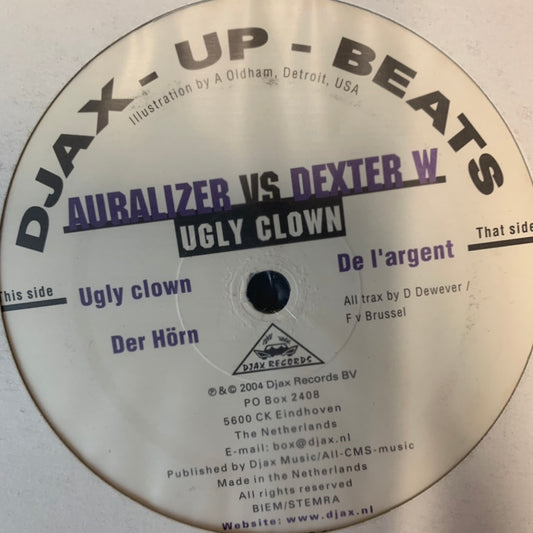 DJAX - UP - BEATS
Illustration by A Oldham, Detroit, USA
AURALIZER VS DEXTER W
UGLY CLOWN
This side
Ugly clown
Der Hörn
That side
De l'argent
All trax by D Dewever /
F v Brussel
DJAX RECORDS
℗ & © 2004 Djax Records BV
PO Box 2408
5600 CK Eindhoven
The Netherlands
E-mail: box@djax.nl
Published by Djax Music/All-CMS-music
Made in the Netherlands
All rights reserved
BIEM/STEMRA
Website: www.djax.nl